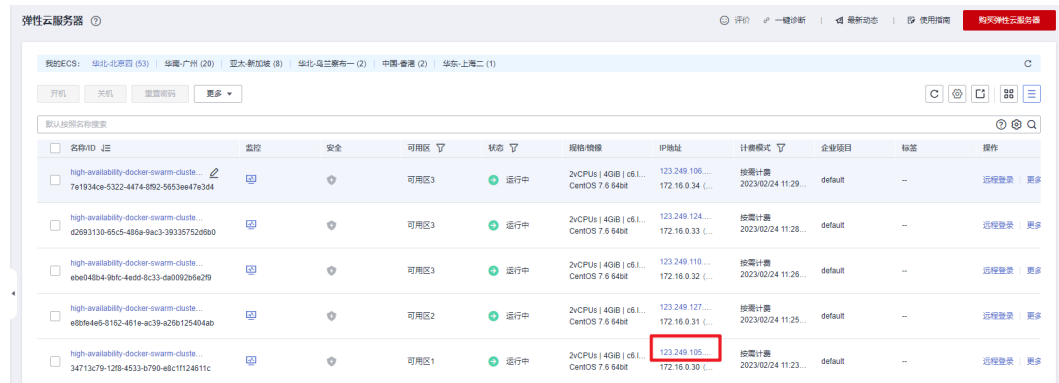 弹性云服务器
评价 一键诊断 最新动态 使用指南 购买弹性云服务器
我的ECS: 华北-北京四 (53) 华南-广州 (20) 亚太-新加坡 (8) 华北-乌兰察布一 (2) 中国-香港 (2) 华东-上海二 (1)
开机 关机 重置密码 更多
默认按照名称搜索
名称/ID 监控 安全 可用区 状态 规格/镜像 IP地址 计费模式 企业项目 标签 操作
high-availability-docker-swarm-cluste... 2vCPUs | 4GiB | c6.l... 123.249.106.... 按需计费
7e1934ce-5322-4474-8f92-5653ee47e3d4 可用区3 运行中 CentOS 7.6 64bit 172.16.0.34 (... 2023/02/24 11:29... default -- 远程登录 更多
high-availability-docker-swarm-cluste... 2vCPUs | 4GiB | c6.l... 123.249.124.... 按需计费
d2693130-65c5-486a-9ac3-39335752d6b0 可用区3 运行中 CentOS 7.6 64bit 172.16.0.33 (... 2023/02/24 11:28... default -- 远程登录 更多
high-availability-docker-swarm-cluste... 2vCPUs | 4GiB | c6.l... 123.249.110.... 按需计费
ebe048b4-9bfc-4edd-8c33-da0092b6e2f9 可用区3 运行中 CentOS 7.6 64bit 172.16.0.32 (... 2023/02/24 11:26... default -- 远程登录 更多
high-availability-docker-swarm-cluste... 2vCPUs | 4GiB | c6.l... 123.249.127.... 按需计费
e8bfe4e6-8162-461e-ac39-a26b125404ab 可用区2 运行中 CentOS 7.6 64bit 172.16.0.31 (... 2023/02/24 11:25... default -- 远程登录 更多
high-availability-docker-swarm-cluste... 2vCPUs | 4GiB | c6.l... 123.249.105.... 按需计费
34713c79-12f8-4533-b790-e8c1f124611c 可用区1 运行中 CentOS 7.6 64bit 172.16.0.30 (... 2023/02/24 11:23... default -- 远程登录 更多